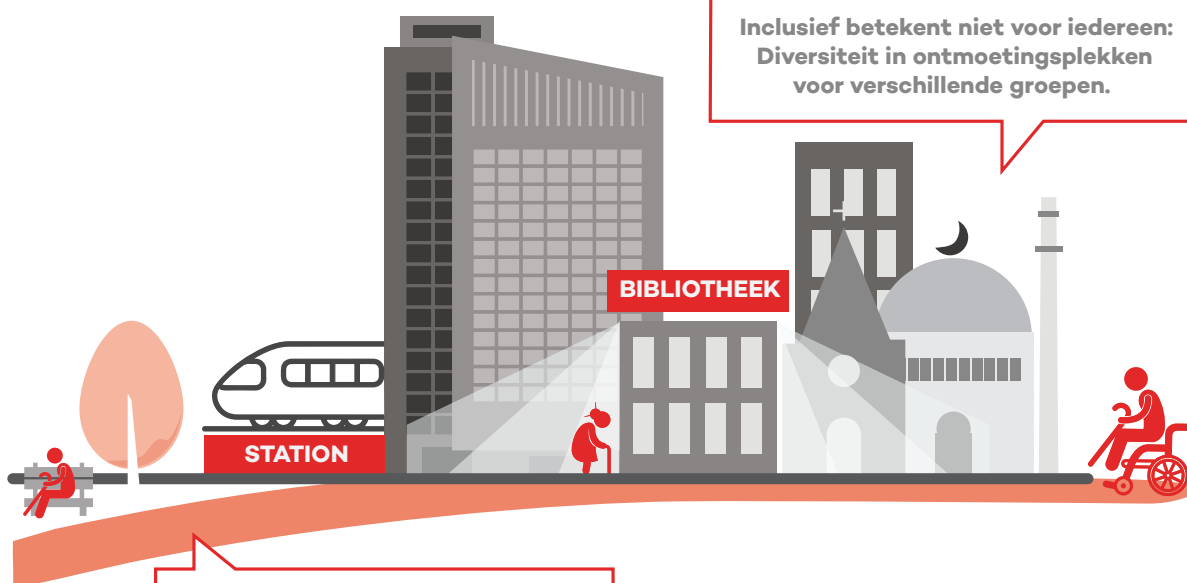 Inclusief betekent niet voor iedereen:
Diversiteit in ontmoetingsplekken
voor verschillende groepen.
BIBLIOTHEEK
STATION